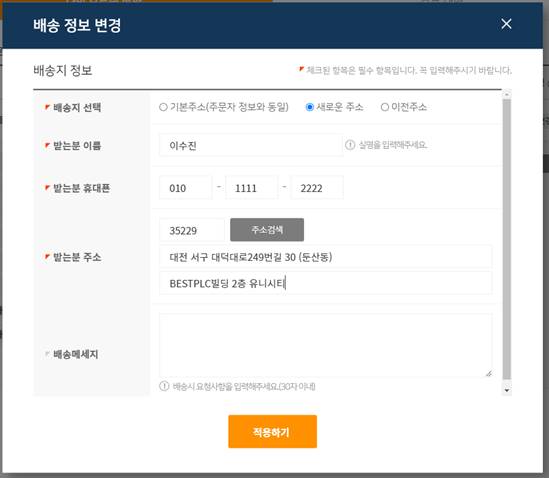 배송 정보 변경
배송지 정보
체크된 항목은 필수 항목입니다. 꼭 입력해주시기 바랍니다.
배송지 선택 기본주소(주문자 정보와 동일) 새로운 주소 이전주소
받는분 이름 이수진 실명을 입력해주세요.
받는분 휴대폰 010 - 1111 - 2222
35229 주소검색
받는분 주소 대전 서구 대덕대로249번길 30 (둔산동)
BESTPLC빌딩 2층 유니시티
배송메세지
배송시 요청사항을 입력해주세요.(30자 이내)
적용하기